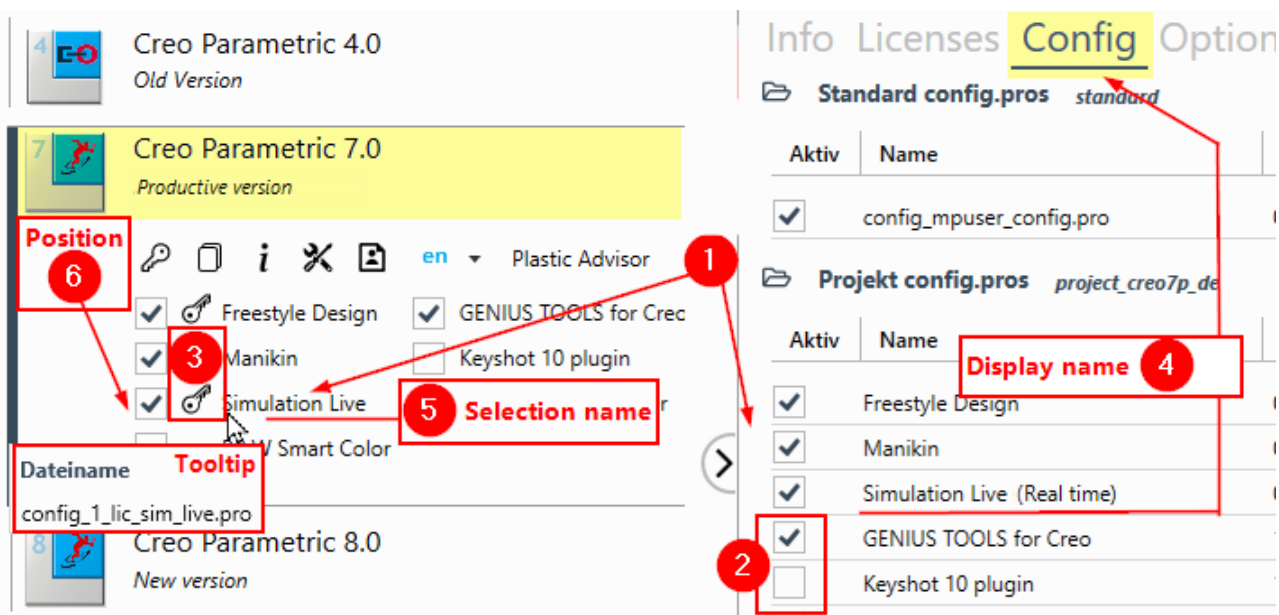 4
Creo Parametric 4.0
Old Version
7
Creo Parametric 7.0
Productive version
Position
6
i
en
Plastic Advisor
Freestyle Design
GENIUS TOOLS for Creo
3
Manikin
Keyshot 10 plugin
Simulation Live
5 Selection name
r
W Smart Color
Dateiname
Tooltip
config_1_lic_sim_live.pro
8
Creo Parametric 8.0
New version
1
Info Licenses Config Option
Standard config.pros standard
Aktiv Name
config_mpuser_config.pro
Projekt config.pros project_creo7p_de
Aktiv Name
Display name 4
Freestyle Design
Manikin
Simulation Live (Real time)
2
GENIUS TOOLS for Creo
Keyshot 10 plugin